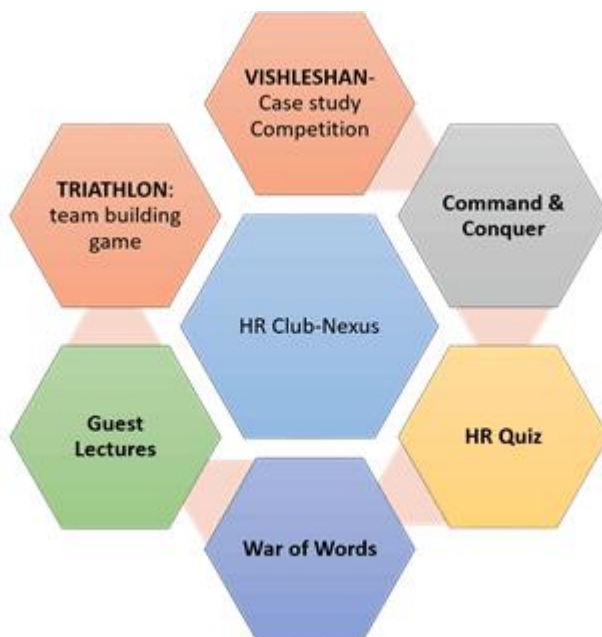 VISHLESHAN-
Case study
Competition
TRIATHLON:
team building
game
Command &
Conquer
HR Club-Nexus
Guest
Lectures
HR Quiz
War of Words